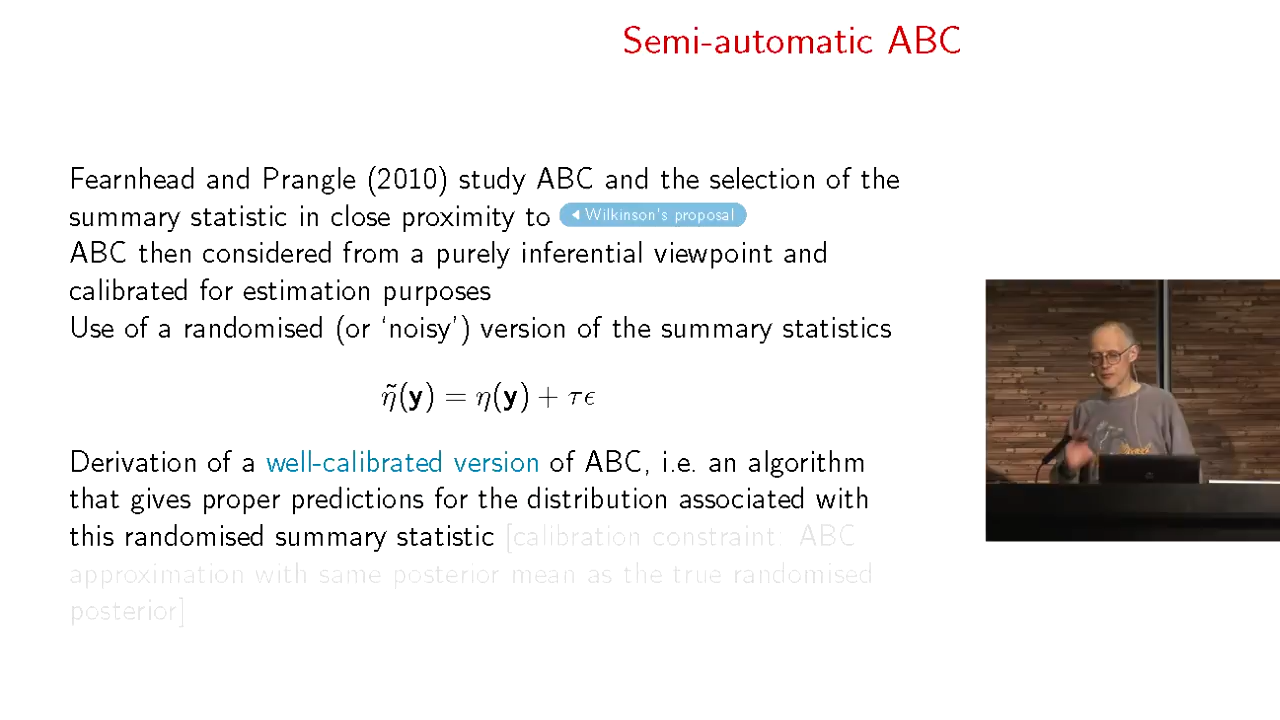 Semi-automatic ABC
Fearnhead and Prangle (2010) study ABC and the selection of the
summary statistic in close proximity to ◀ Wilkinson's proposal
ABC then considered from a purely inferential viewpoint and
calibrated for estimation purposes
Use of a randomised (or ‘noisy’) version of the summary statistics
η̃(y) = η(y) + τϵ
Derivation of a well-calibrated version of ABC, i.e. an algorithm
that gives proper predictions for the distribution associated with
this randomised summary statistic [calibration constraint: ABC
approximation with same posterior mean as the true randomised
posterior]